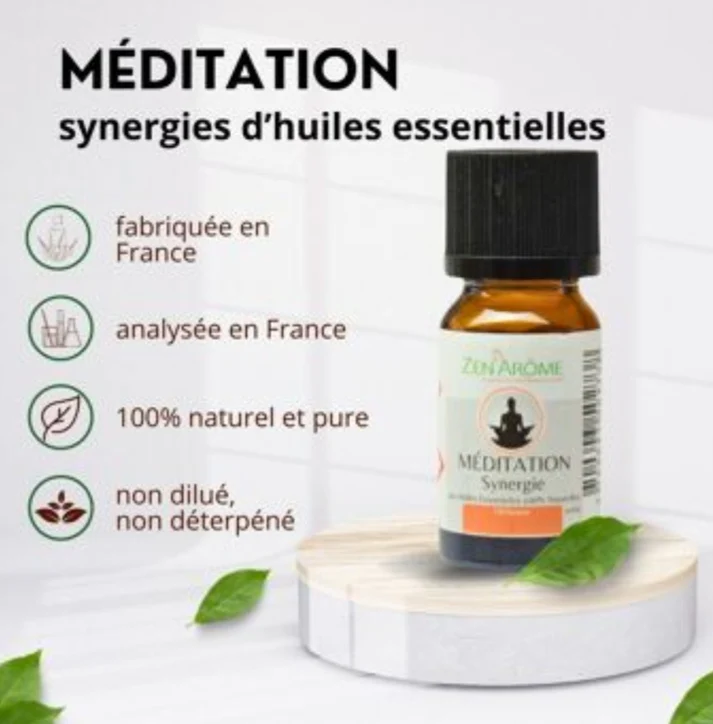 MÉDITATION
synergies d'huiles essentielles
fabriquée en
France
analysée en France
100% naturel et pure
non dilué,
non déterpéné
ZEN'ARÔME
MÉDITATION
Synergie